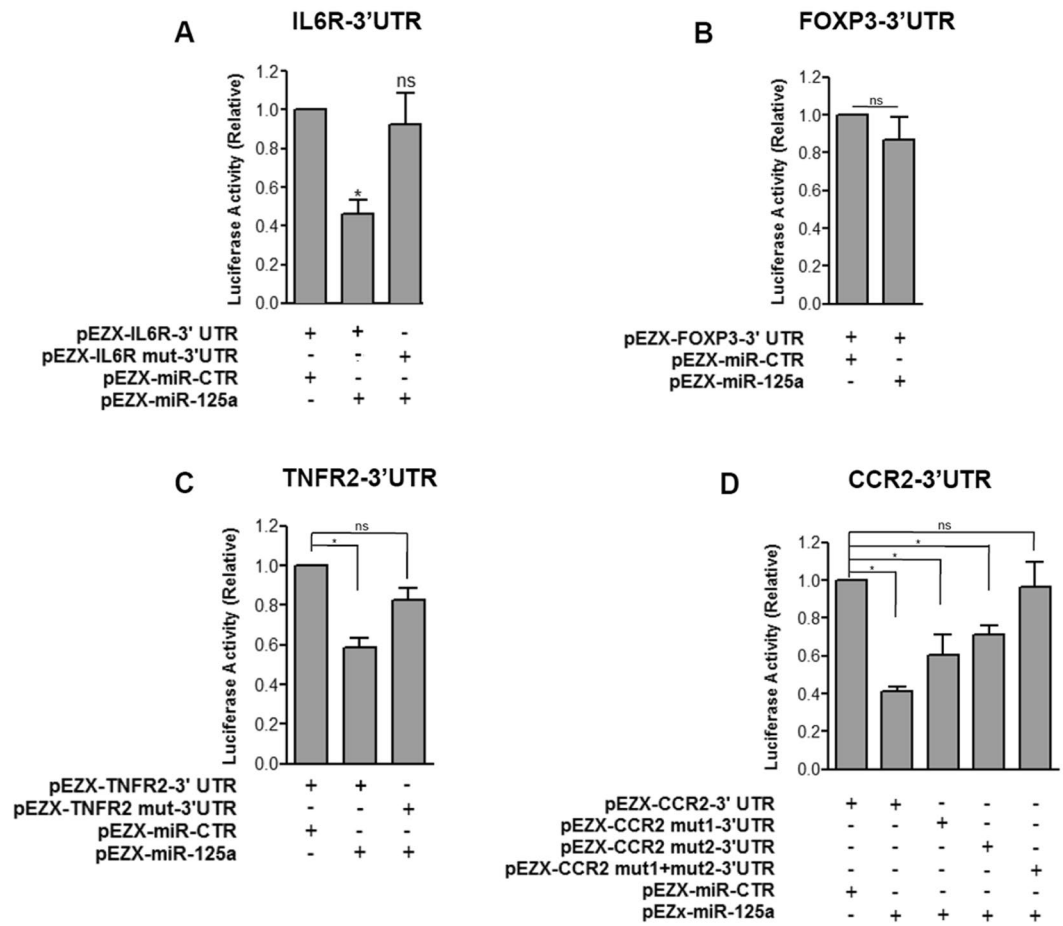 A
IL6R-3'UTR
Luciferase Activity (Relative)
1.2
1.0
0.8
0.6
0.4
0.2
0.0
*
ns
pEZX-IL6R-3' UTR + + -
pEZX-IL6R mut-3'UTR - - +
pEZX-miR-CTR + - -
pEZX-miR-125a - + +
B
FOXP3-3'UTR
Luciferase Activity (Relative)
1.2
1.0
0.8
0.6
0.4
0.2
0.0
ns
pEZX-FOXP3-3' UTR + +
pEZX-miR-CTR + -
pEZX-miR-125a - +
C
TNFR2-3'UTR
Luciferase Activity (Relative)
1.2
1.0
0.8
0.6
0.4
0.2
0.0
ns
*
pEZX-TNFR2-3' UTR + + -
pEZX-TNFR2 mut-3'UTR - - +
pEZX-miR-CTR + - -
pEZX-miR-125a - + +
D
CCR2-3'UTR
Luciferase Activity (Relative)
1.2
1.0
0.8
0.6
0.4
0.2
0.0
ns
*
*
*
pEZX-CCR2-3' UTR + + - - -
pEZX-CCR2 mut1-3'UTR - - + - -
pEZX-CCR2 mut2-3'UTR - - - + -
pEZX-CCR2 mut1+mut2-3'UTR - - - - +
pEZX-miR-CTR + - - - -
pEZx-miR-125a - + + + +